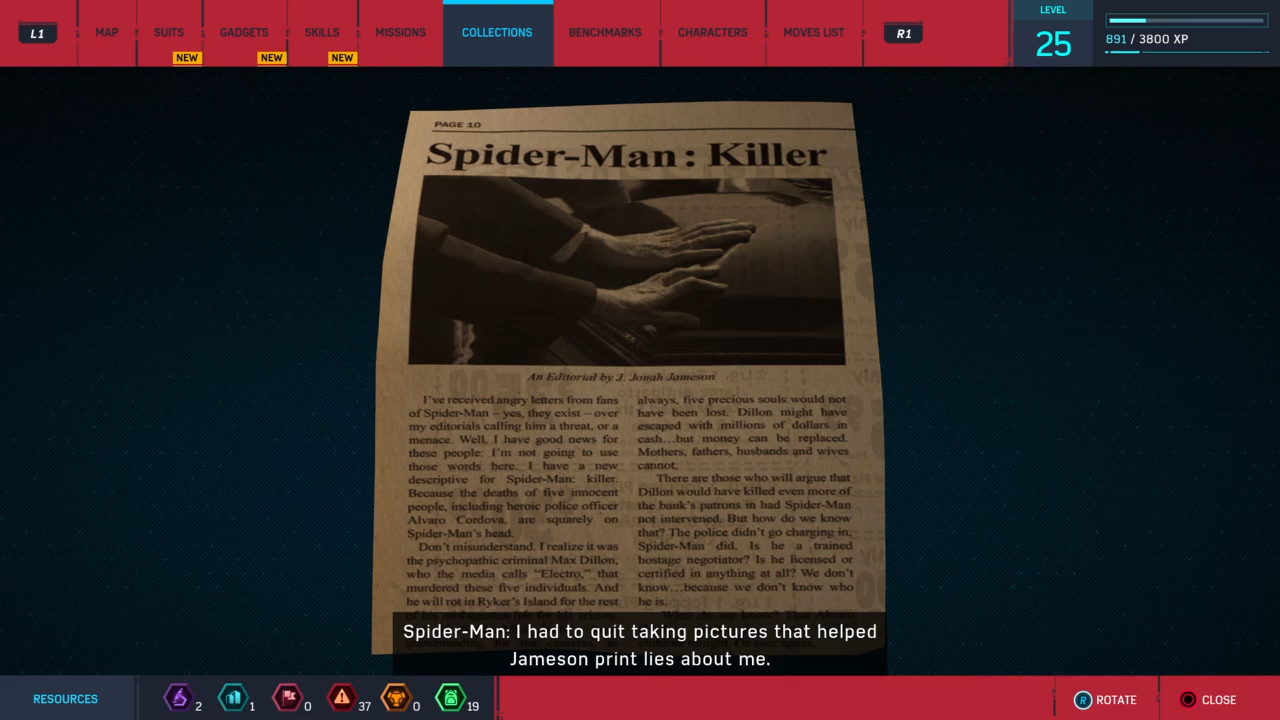 L1
MAP
SUITS
NEW
GADGETS
NEW
SKILLS
NEW
MISSIONS
COLLECTIONS
BENCHMARKS
CHARACTERS
MOVES LIST
R1
LEVEL
25
891 / 3800 XP
PAGE 10
Spider-Man: Killer
An Editorial by J. Jonah Jameson
I've received angry letters from fans
of Spider-Man – yes, they exist – over
my editorials calling him a threat, or a
menace. Well, I have good news for
these people: I'm not going to use
those words here. I have a new
descriptive for Spider-Man: killer.
Because the deaths of five innocent
people, including heroic police officer
Alvaro Cordova, are squarely on
Spider-Man's head.
Don't misunderstand. I realize it was
the psychopathic criminal Max Dillon,
who the media calls "Electro," that
murdered these five individuals. And
he will rot in Ryker's Island for the rest
always, five precious souls would not
have been lost. Dillon might have
escaped with millions of dollars in
cash...but money can be replaced.
Mothers, fathers, husbands and wives
cannot.
There are those who will argue that
Dillon would have killed even more of
the bank's patrons in had Spider-Man
not intervened. But how do we know
that? The police didn't go charging in,
Spider-Man did. Is he a trained
hostage negotiator? Is he licensed or
certified in anything at all? We don't
know...because we don't know who
he is.
Spider-Man: I had to quit taking pictures that helped
Jameson print lies about me.
RESOURCES
2
1
0
37
0
19
R ROTATE
CLOSE